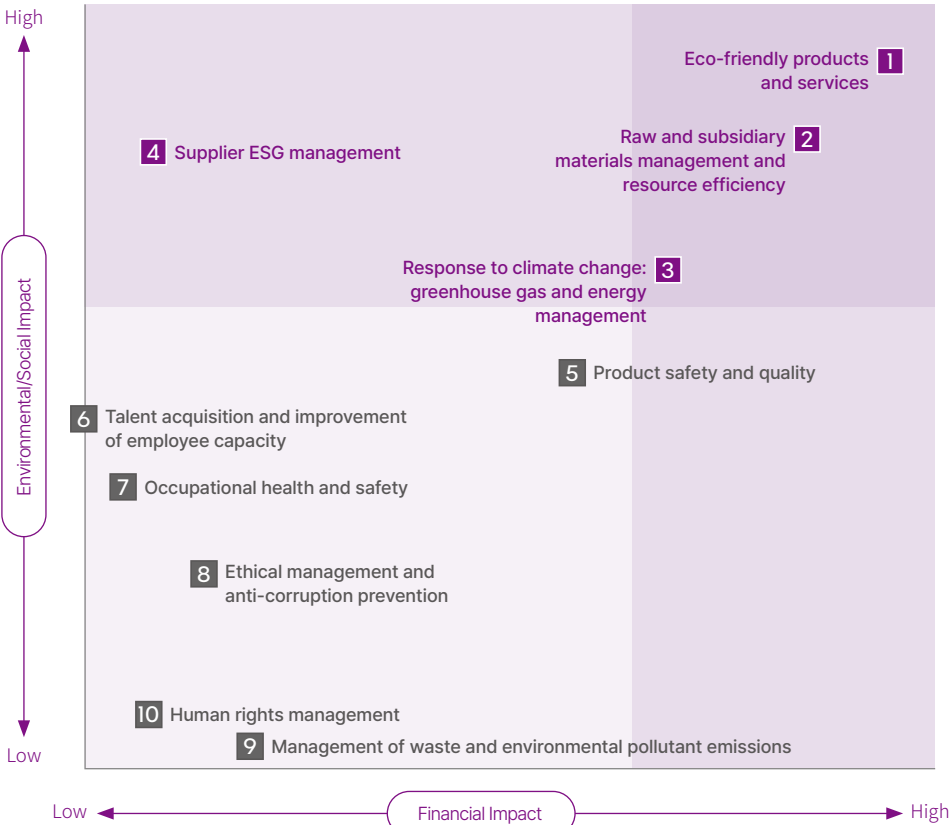 High
Eco-friendly products
and services
1
Raw and subsidiary
materials management and
resource efficiency
2
4 Supplier ESG management
Response to climate change:
greenhouse gas and energy
management
3
5 Product safety and quality
6 Talent acquisition and improvement
of employee capacity
7 Occupational health and safety
8 Ethical management and
anti-corruption prevention
10 Human rights management
9 Management of waste and environmental pollutant emissions
Environmental/Social Impact
Low
Low
Financial Impact
High